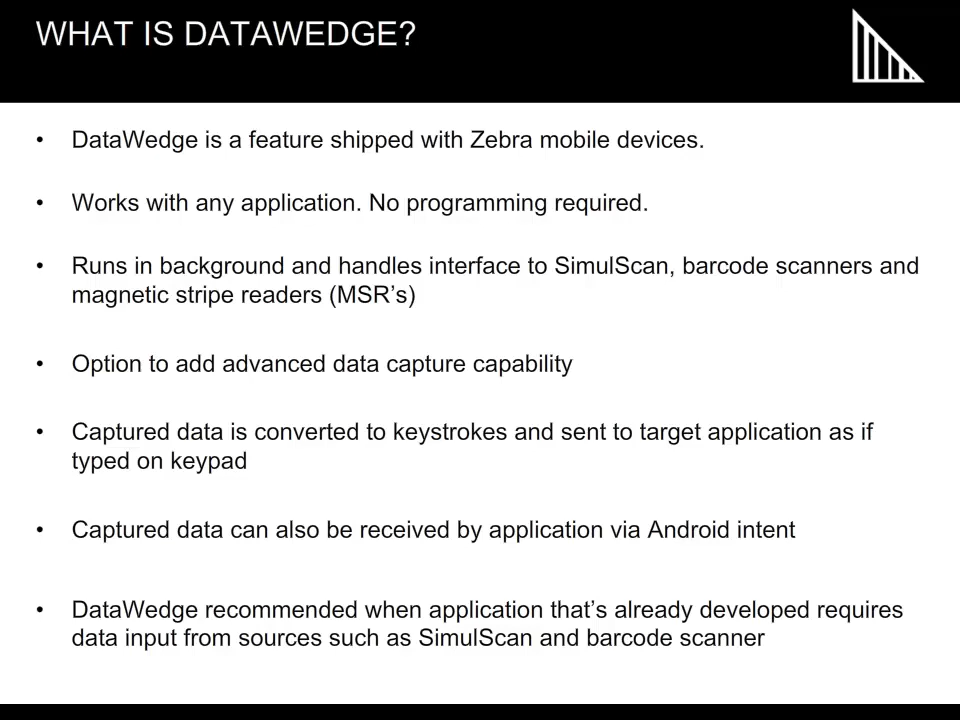 WHAT IS DATAWEDGE?
• DataWedge is a feature shipped with Zebra mobile devices.
• Works with any application. No programming required.
• Runs in background and handles interface to SimulScan, barcode scanners and
magnetic stripe readers (MSR’s)
• Option to add advanced data capture capability
• Captured data is converted to keystrokes and sent to target application as if
typed on keypad
• Captured data can also be received by application via Android intent
• DataWedge recommended when application that’s already developed requires
data input from sources such as SimulScan and barcode scanner